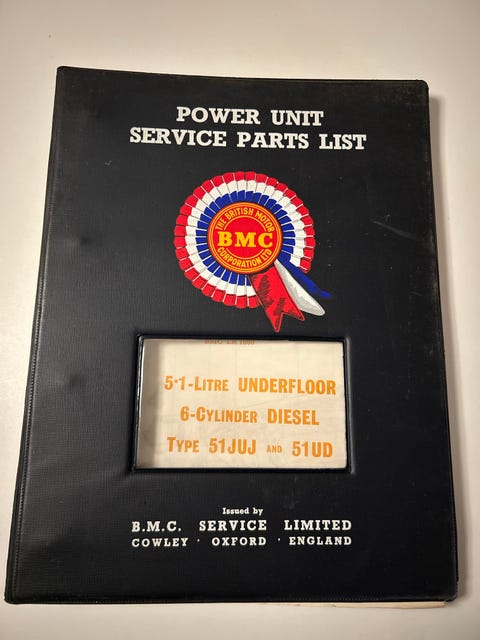 POWER UNIT
SERVICE PARTS LIST
THE BRITISH MOTOR
BMC
CORPORATION LTD
5·1-LITRE UNDERFLOOR
6-CYLINDER DIESEL
TYPE 51JUJ AND 51UD
Issued by
B.M.C. SERVICE LIMITED
COWLEY · OXFORD · ENGLAND